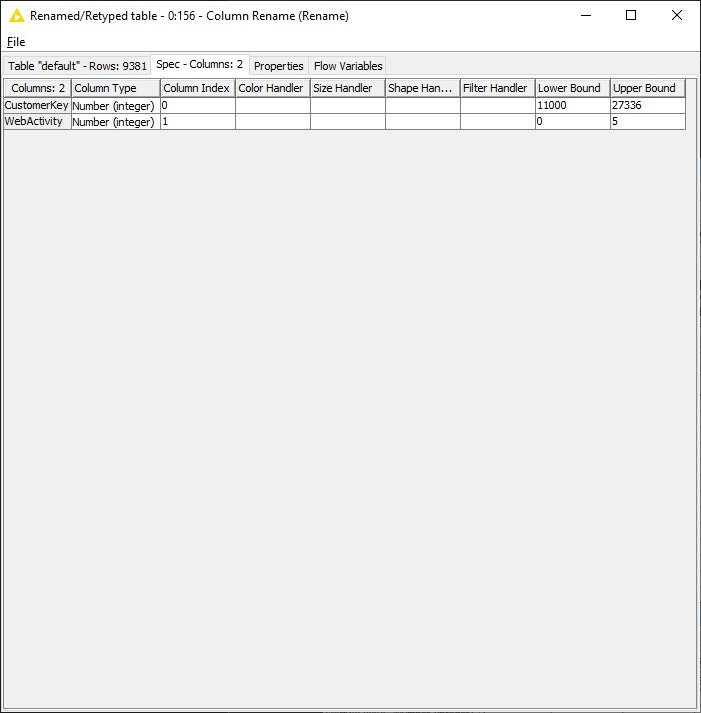 Renamed/Retyped table - 0:156 - Column Rename (Rename)
File
Table "default" - Rows: 9381 Spec - Columns: 2 Properties Flow Variables
Columns: 2 Column Type Column Index Color Handler Size Handler Shape Han... Filter Handler Lower Bound Upper Bound
CustomerKey Number (integer) 0 11000 27336
WebActivity Number (integer) 1 0 5